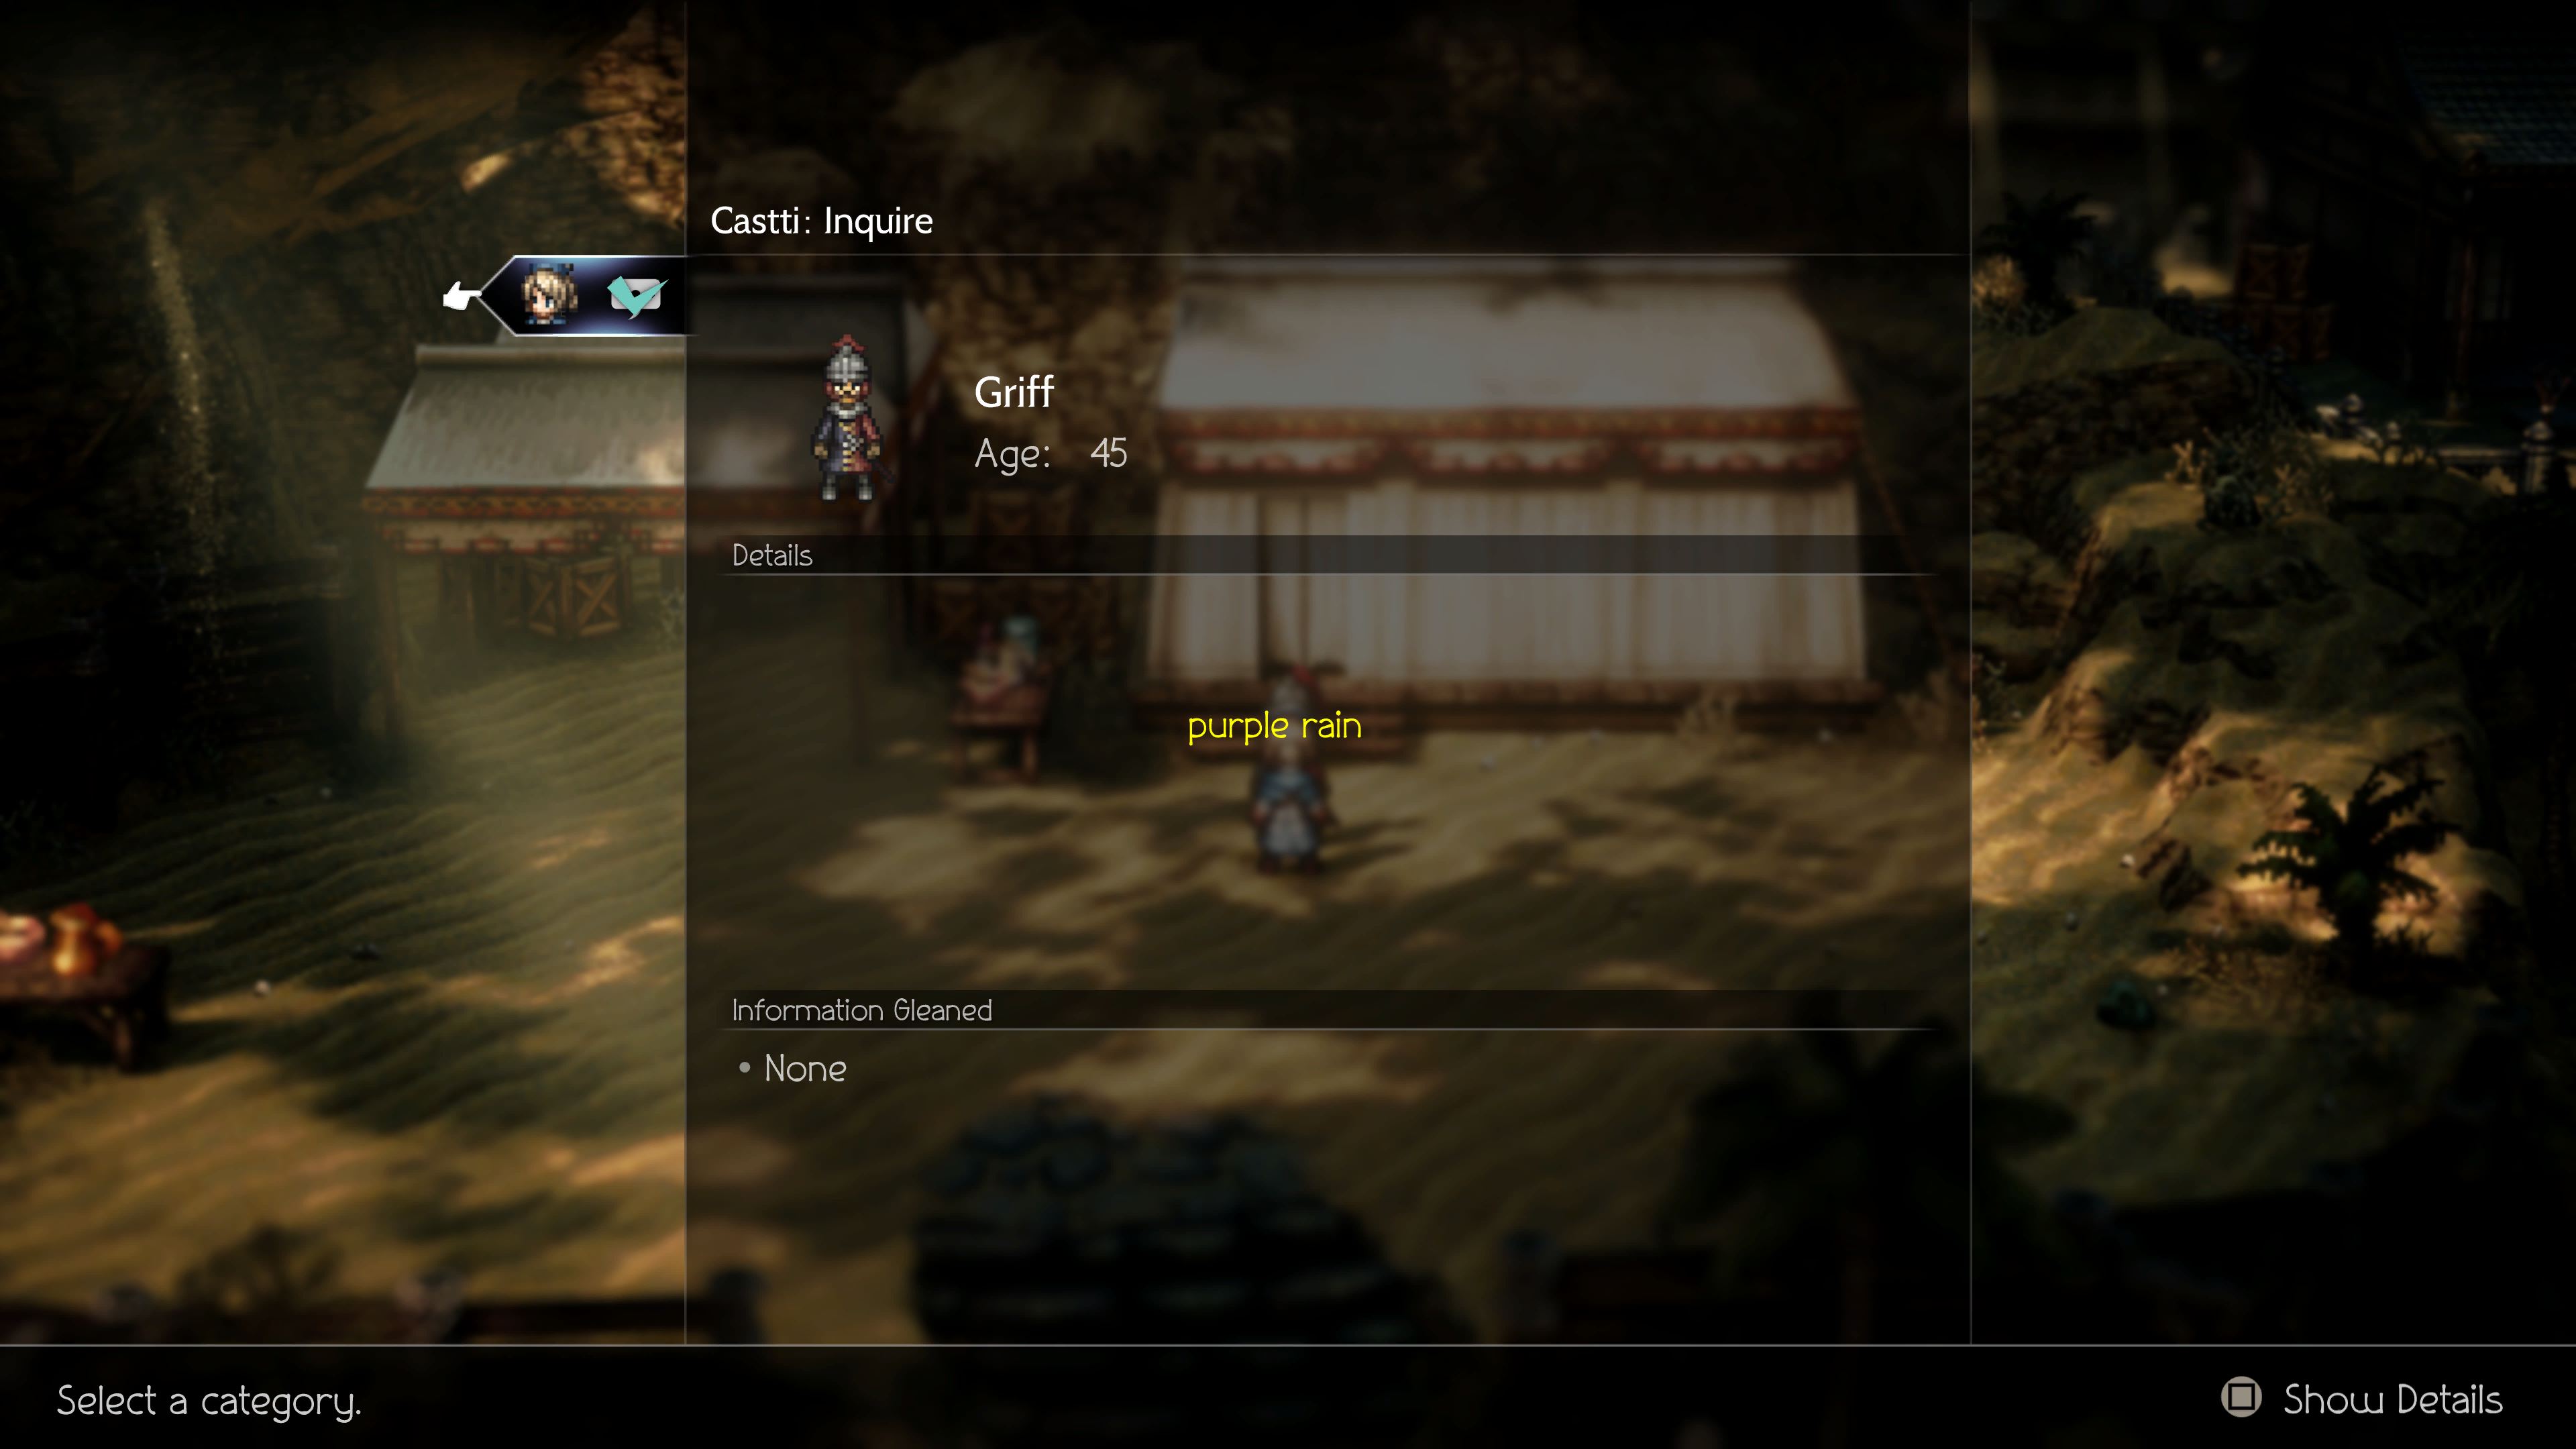 Castti: Inquire
Griff
Age: 45
Details
purple rain
Information Gleaned
• None
Select a category.
Show Details